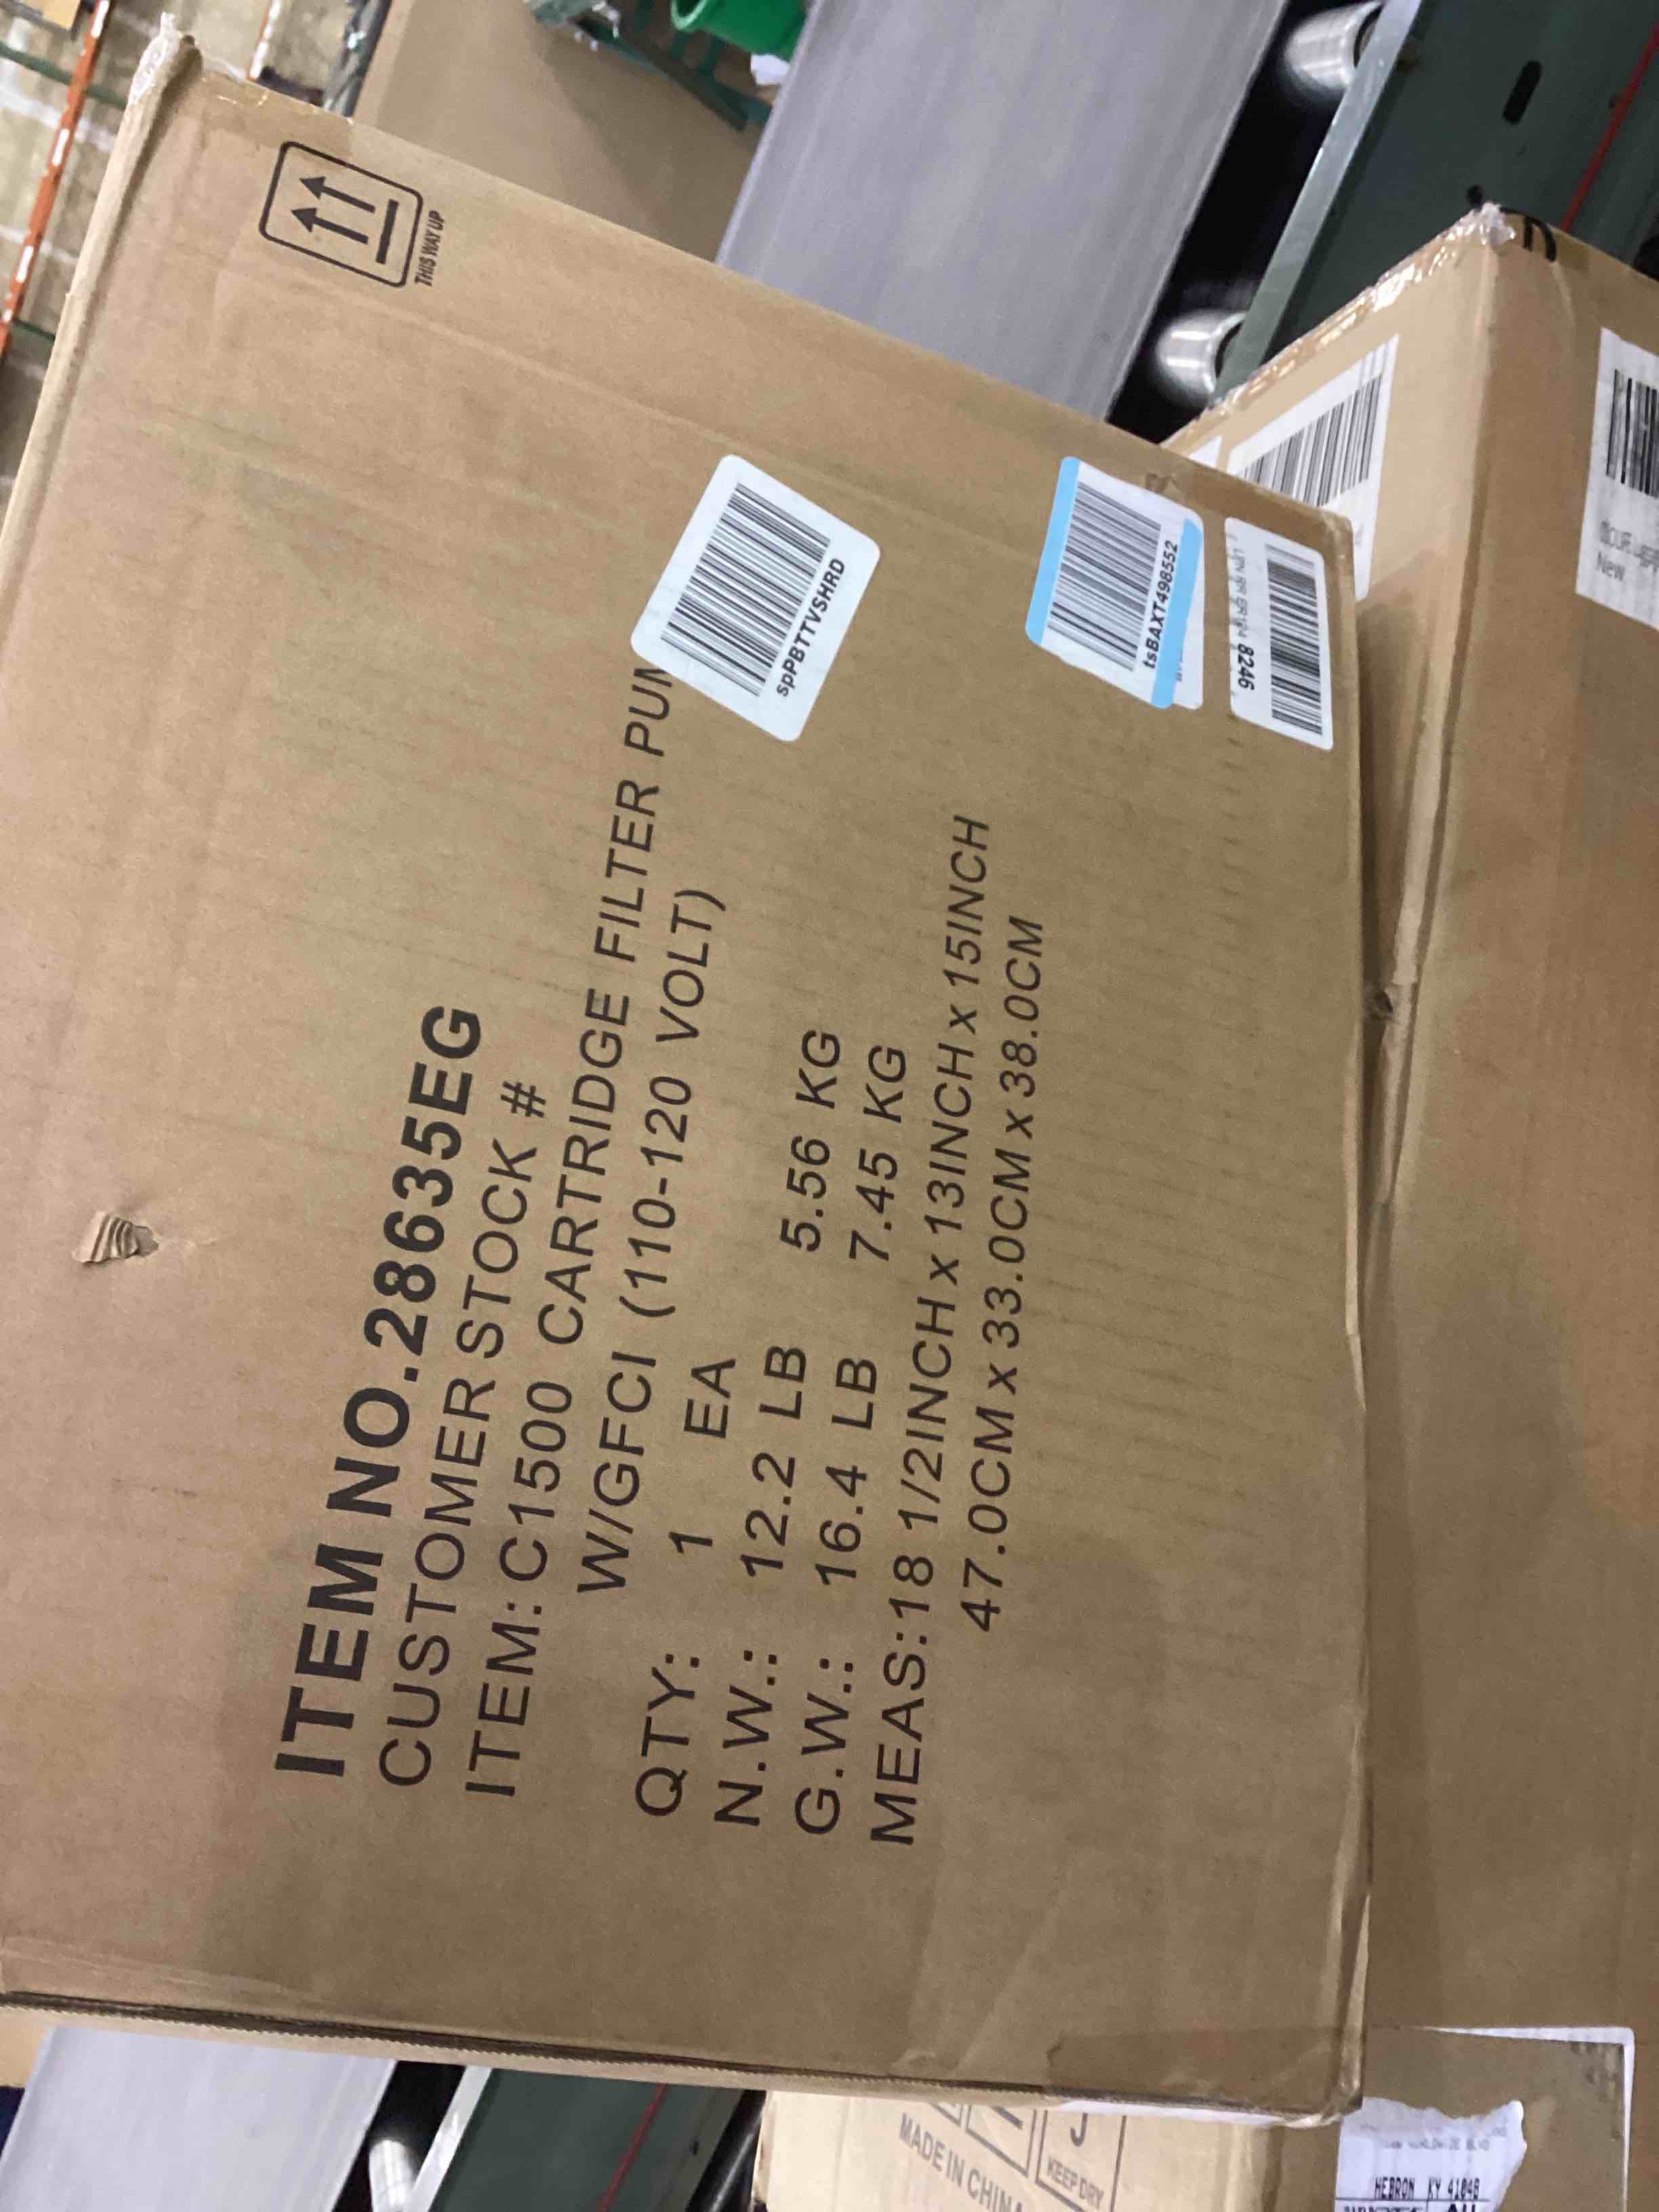 THIS WAY UP
ITEM NO.28635EG
CUSTOMER STOCK #
ITEM: C1500 CARTRIDGE FILTER
W/GFCI (110-120 VOLT)
QTY: 1 EA
N.W.: 12.2 LB 5.56 KG
G.W.: 16.4 LB 7.45 KG
MEAS:18 1/2INCH x 13INCH x 15INCH
47.0CM x 33.0CM x 38.0CM
spPBTTVSHRD
tsBAXT498552
8246
New
MADE IN CHINA
KEEP DRY
HEBRON KY 41048